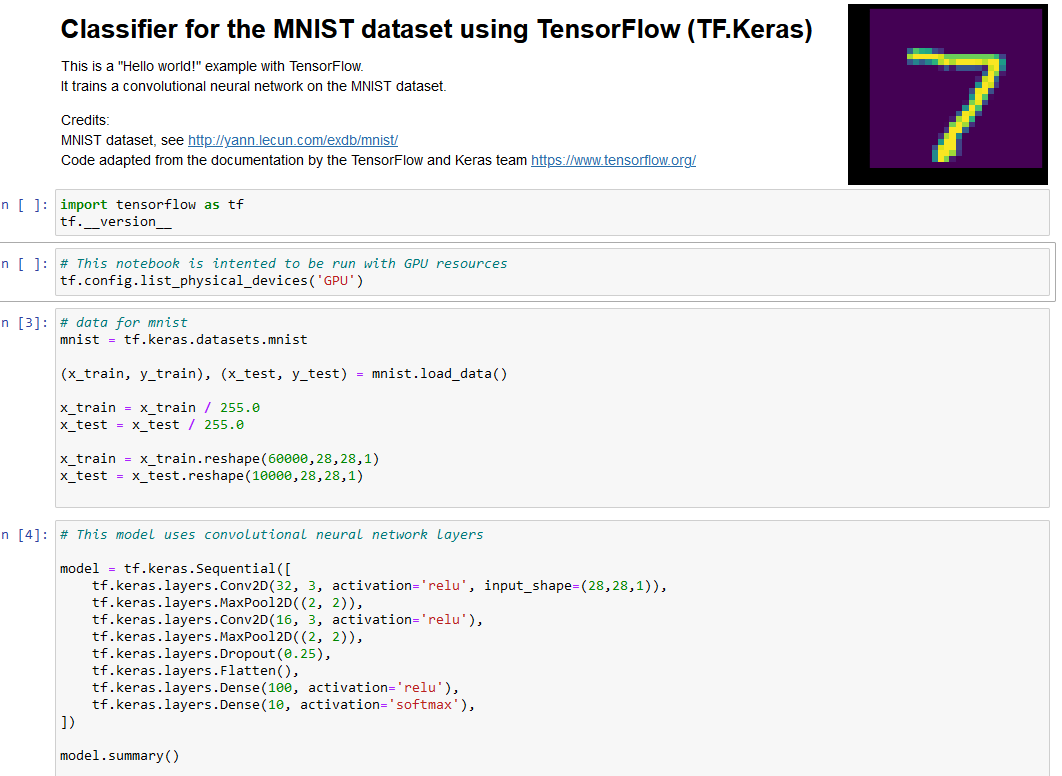 Classifier for the MNIST dataset using TensorFlow (TF.Keras)
This is a "Hello world!" example with TensorFlow.
It trains a convolutional neural network on the MNIST dataset.
Credits:
MNIST dataset, see http://yann.lecun.com/exdb/mnist/
Code adapted from the documentation by the TensorFlow and Keras team https://www.tensorflow.org/
7
n [ ]: import tensorflow as tf
tf.__version__
n [ ]: # This notebook is intented to be run with GPU resources
tf.config.list_physical_devices('GPU')
n [3]: # data for mnist
mnist = tf.keras.datasets.mnist
(x_train, y_train), (x_test, y_test) = mnist.load_data()
x_train = x_train / 255.0
x_test = x_test / 255.0
x_train = x_train.reshape(60000,28,28,1)
x_test = x_test.reshape(10000,28,28,1)
n [4]: # This model uses convolutional neural network layers
model = tf.keras.Sequential([
tf.keras.layers.Conv2D(32, 3, activation='relu', input_shape=(28,28,1)),
tf.keras.layers.MaxPool2D((2, 2)),
tf.keras.layers.Conv2D(16, 3, activation='relu'),
tf.keras.layers.MaxPool2D((2, 2)),
tf.keras.layers.Dropout(0.25),
tf.keras.layers.Flatten(),
tf.keras.layers.Dense(100, activation='relu'),
tf.keras.layers.Dense(10, activation='softmax'),
])
model.summary()